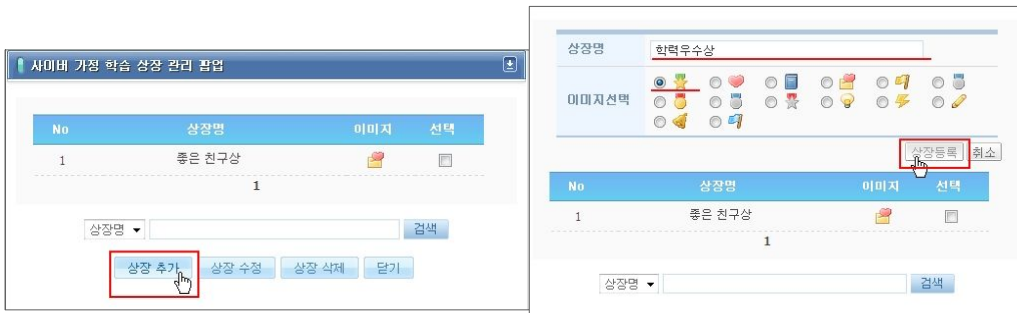 사이버 가정 학습 상장 관리 팝업
No 상장명 이미지 선택
1 좋은 친구상
1
상장명 검색
상장 추가 상장 수정 상장 삭제 닫기
상장명 학력우수상
이미지선택
상장등록 취소
No 상장명 이미지 선택
1 좋은 친구상
1
상장명 검색